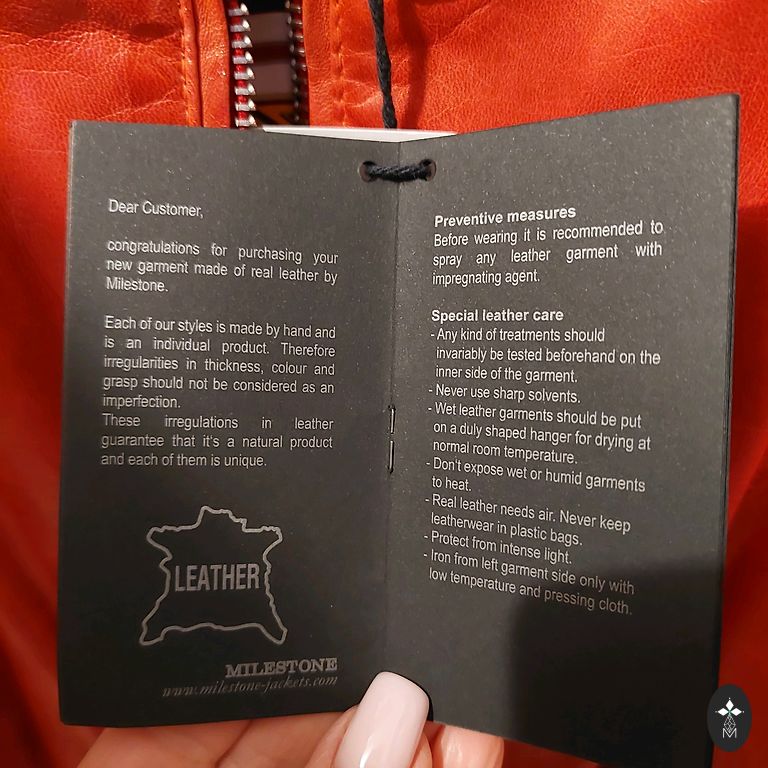 Dear Customer,
congratulations for purchasing your
new garment made of real leather by
Milestone.
Each of our styles is made by hand and
is an individual product. Therefore
irregularities in thickness, colour and
grasp should not be considered as an
imperfection.
These irregulations in leather
guarantee that it's a natural product
and each of them is unique.
LEATHER
MILESTONE
www.milestone-jackets.com
Preventive measures
Before wearing it is recommended to
spray any leather garment with
impregnating agent.
Special leather care
- Any kind of treatments should
invariably be tested beforehand on the
inner side of the garment.
- Never use sharp solvents.
- Wet leather garments should be put
on a duly shaped hanger for drying at
normal room temperature.
- Don't expose wet or humid garments
to heat.
- Real leather needs air. Never keep
leatherwear in plastic bags.
- Protect from intense light.
- Iron from left garment side only with
low temperature and pressing cloth.
M